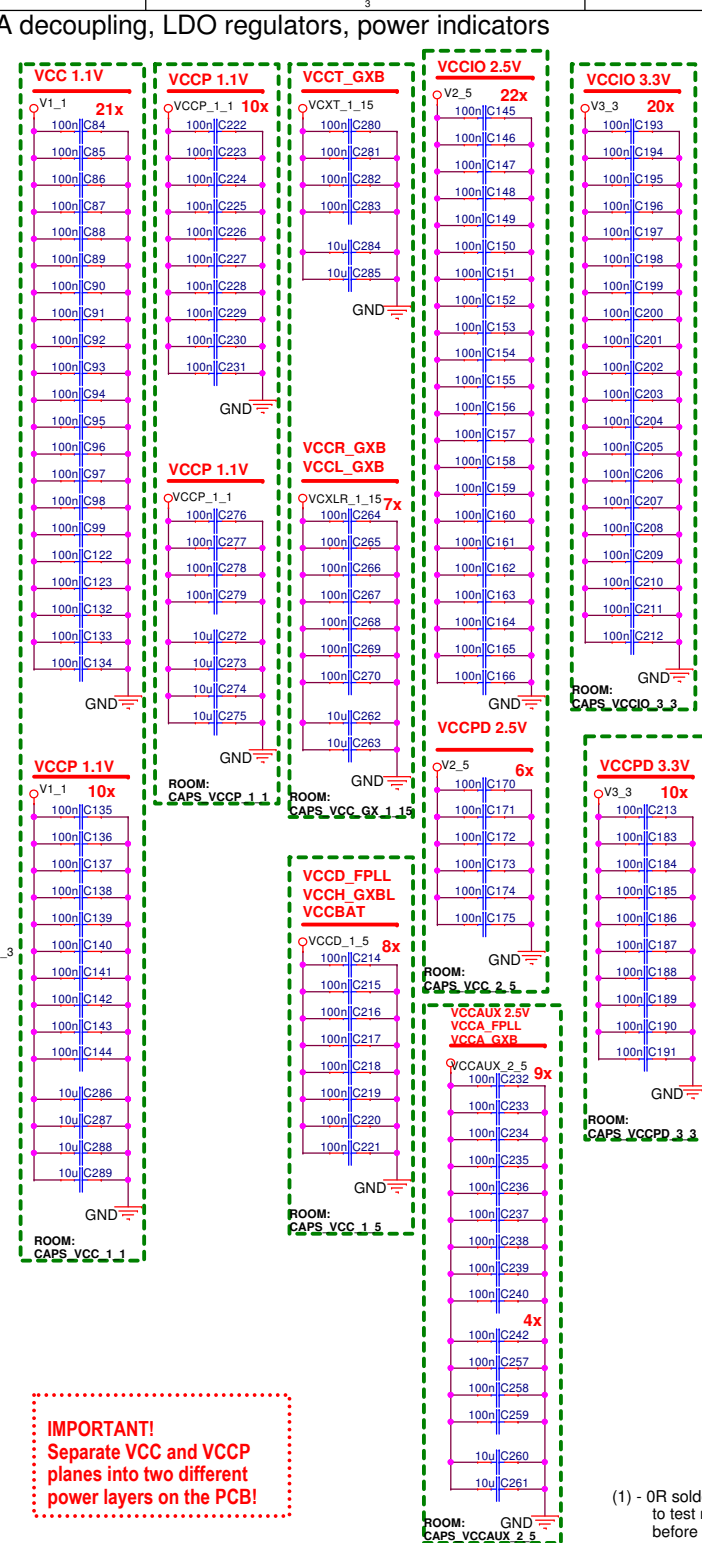 3
A decoupling, LDO regulators, power indicators
VCC 1.1V
V1_1
21x
100n C84
100n C85
100n C86
100n C87
100n C88
100n C89
100n C90
100n C91
100n C92
100n C93
100n C94
100n C95
100n C96
100n C97
100n C98
100n C99
100n C122
100n C123
100n C132
100n C133
100n C134
GND
VCCP 1.1V
V1_1
10x
100n C135
100n C136
100n C137
100n C138
100n C139
100n C140
100n C141
100n C142
100n C143
100n C144
10u C286
10u C287
10u C288
10u C289
GND
ROOM:
CAPS_VCC_1_1
_3
VCCP 1.1V
VCCP_1_1
10x
100n C222
100n C223
100n C224
100n C225
100n C226
100n C227
100n C228
100n C229
100n C230
100n C231
GND
VCCP 1.1V
VCCP_1_1
100n C276
100n C277
100n C278
100n C279
10u C272
10u C273
10u C274
10u C275
GND
ROOM:
CAPS_VCCP_1_1
VCCT_GXB
VCXT_1_15
100n C280
100n C281
100n C282
100n C283
10u C284
10u C285
GND
VCCR_GXB
VCCL_GXB
VCXLR_1_15
7x
100n C264
100n C265
100n C266
100n C267
100n C268
100n C269
100n C270
10u C262
10u C263
GND
ROOM:
CAPS_VCC_GX_1_15
VCCD_FPLL
VCCH_GXBL
VCCBAT
VCCD_1_5
8x
100n C214
100n C215
100n C216
100n C217
100n C218
100n C219
100n C220
100n C221
GND
ROOM:
CAPS_VCC_1_5
VCCIO 2.5V
V2_5
22x
100n C145
100n C146
100n C147
100n C148
100n C149
100n C150
100n C151
100n C152
100n C153
100n C154
100n C155
100n C156
100n C157
100n C158
100n C159
100n C160
100n C161
100n C162
100n C163
100n C164
100n C165
100n C166
GND
VCCPD 2.5V
V2_5
6x
100n C170
100n C171
100n C172
100n C173
100n C174
100n C175
GND
ROOM:
CAPS_VCC_2_5
VCCAUX 2.5V
VCCA_FPLL
VCCA_GXB
VCCAUX_2_5
9x
100n C232
100n C233
100n C234
100n C235
100n C236
100n C237
100n C238
100n C239
100n C240
4x
100n C242
100n C257
100n C258
100n C259
10u C260
10u C261
GND
ROOM:
CAPS_VCCAUX_2_5
VCCIO 3.3V
V3_3
20x
100n C193
100n C194
100n C195
100n C196
100n C197
100n C198
100n C199
100n C200
100n C201
100n C202
100n C203
100n C204
100n C205
100n C206
100n C207
100n C208
100n C209
100n C210
100n C211
100n C212
GND
ROOM:
CAPS_VCCIO_3_3
VCCPD 3.3V
V3_3
10x
100n C213
100n C183
100n C184
100n C185
100n C186
100n C187
100n C188
100n C189
100n C190
100n C191
GND
ROOM:
CAPS_VCCPD_3_3
IMPORTANT!
Separate VCC and VCCP
planes into two different
power layers on the PCB!
(1) - 0R sold
to test
before